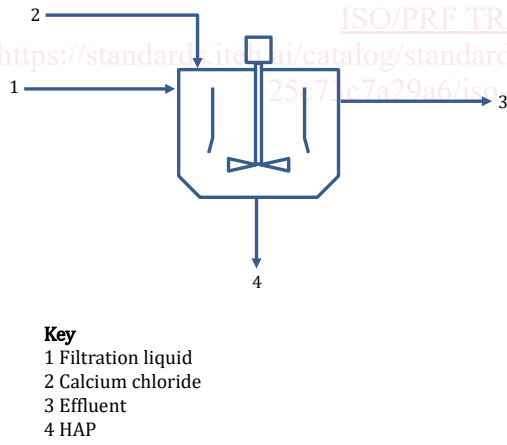 ISO/PRF TR
https://standards.iteh.ai/catalog/standard
25c73c7a29a6/iso-
2
1
3
4
Key
1 Filtration liquid
2 Calcium chloride
3 Effluent
4 HAP